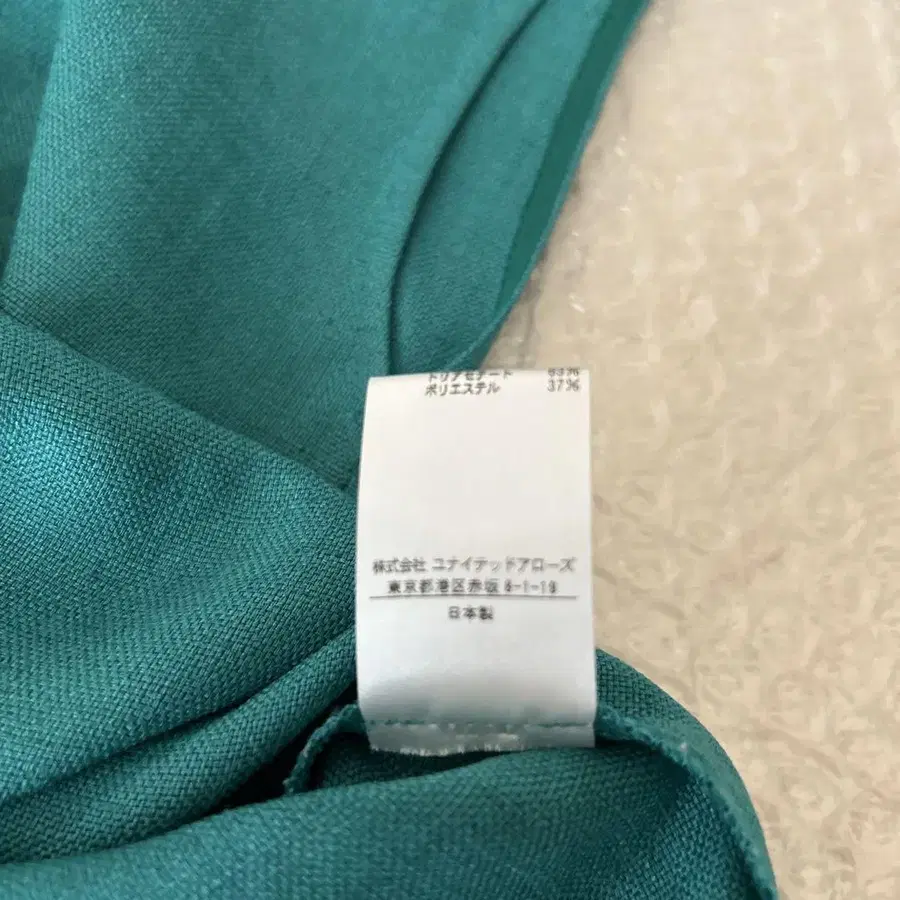 トリアセテート 63%
ポリエステル 37%
株式会社 ユナイテッドアローズ
東京都港区赤坂 8-1-19
日本製